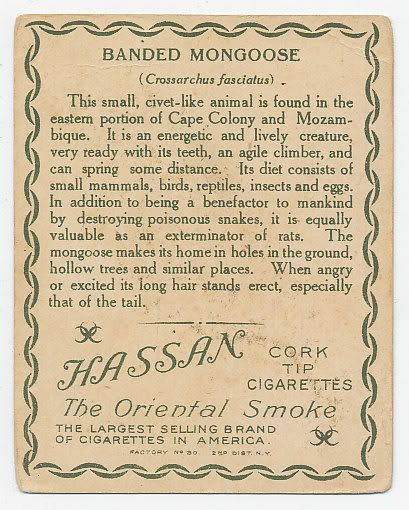 BANDED MONGOOSE
(Crossarchus fasciatus)
This small, civet-like animal is found in the
eastern portion of Cape Colony and Mozam-
bique. It is an energetic and lively creature,
very ready with its teeth, an agile climber, and
can spring some distance. Its diet consists of
small mammals, birds, reptiles, insects and eggs.
In addition to being a benefactor to mankind
by destroying poisonous snakes, it is equally
valuable as an exterminator of rats. The
mongoose makes its home in holes in the ground,
hollow trees and similar places. When angry
or excited its long hair stands erect, especially
that of the tail.
HASSAN CORK
TIP
CIGARETTES
The Oriental Smoke
THE LARGEST SELLING BRAND
OF CIGARETTES IN AMERICA.
FACTORY No 30. 2ND DIST. N.Y.